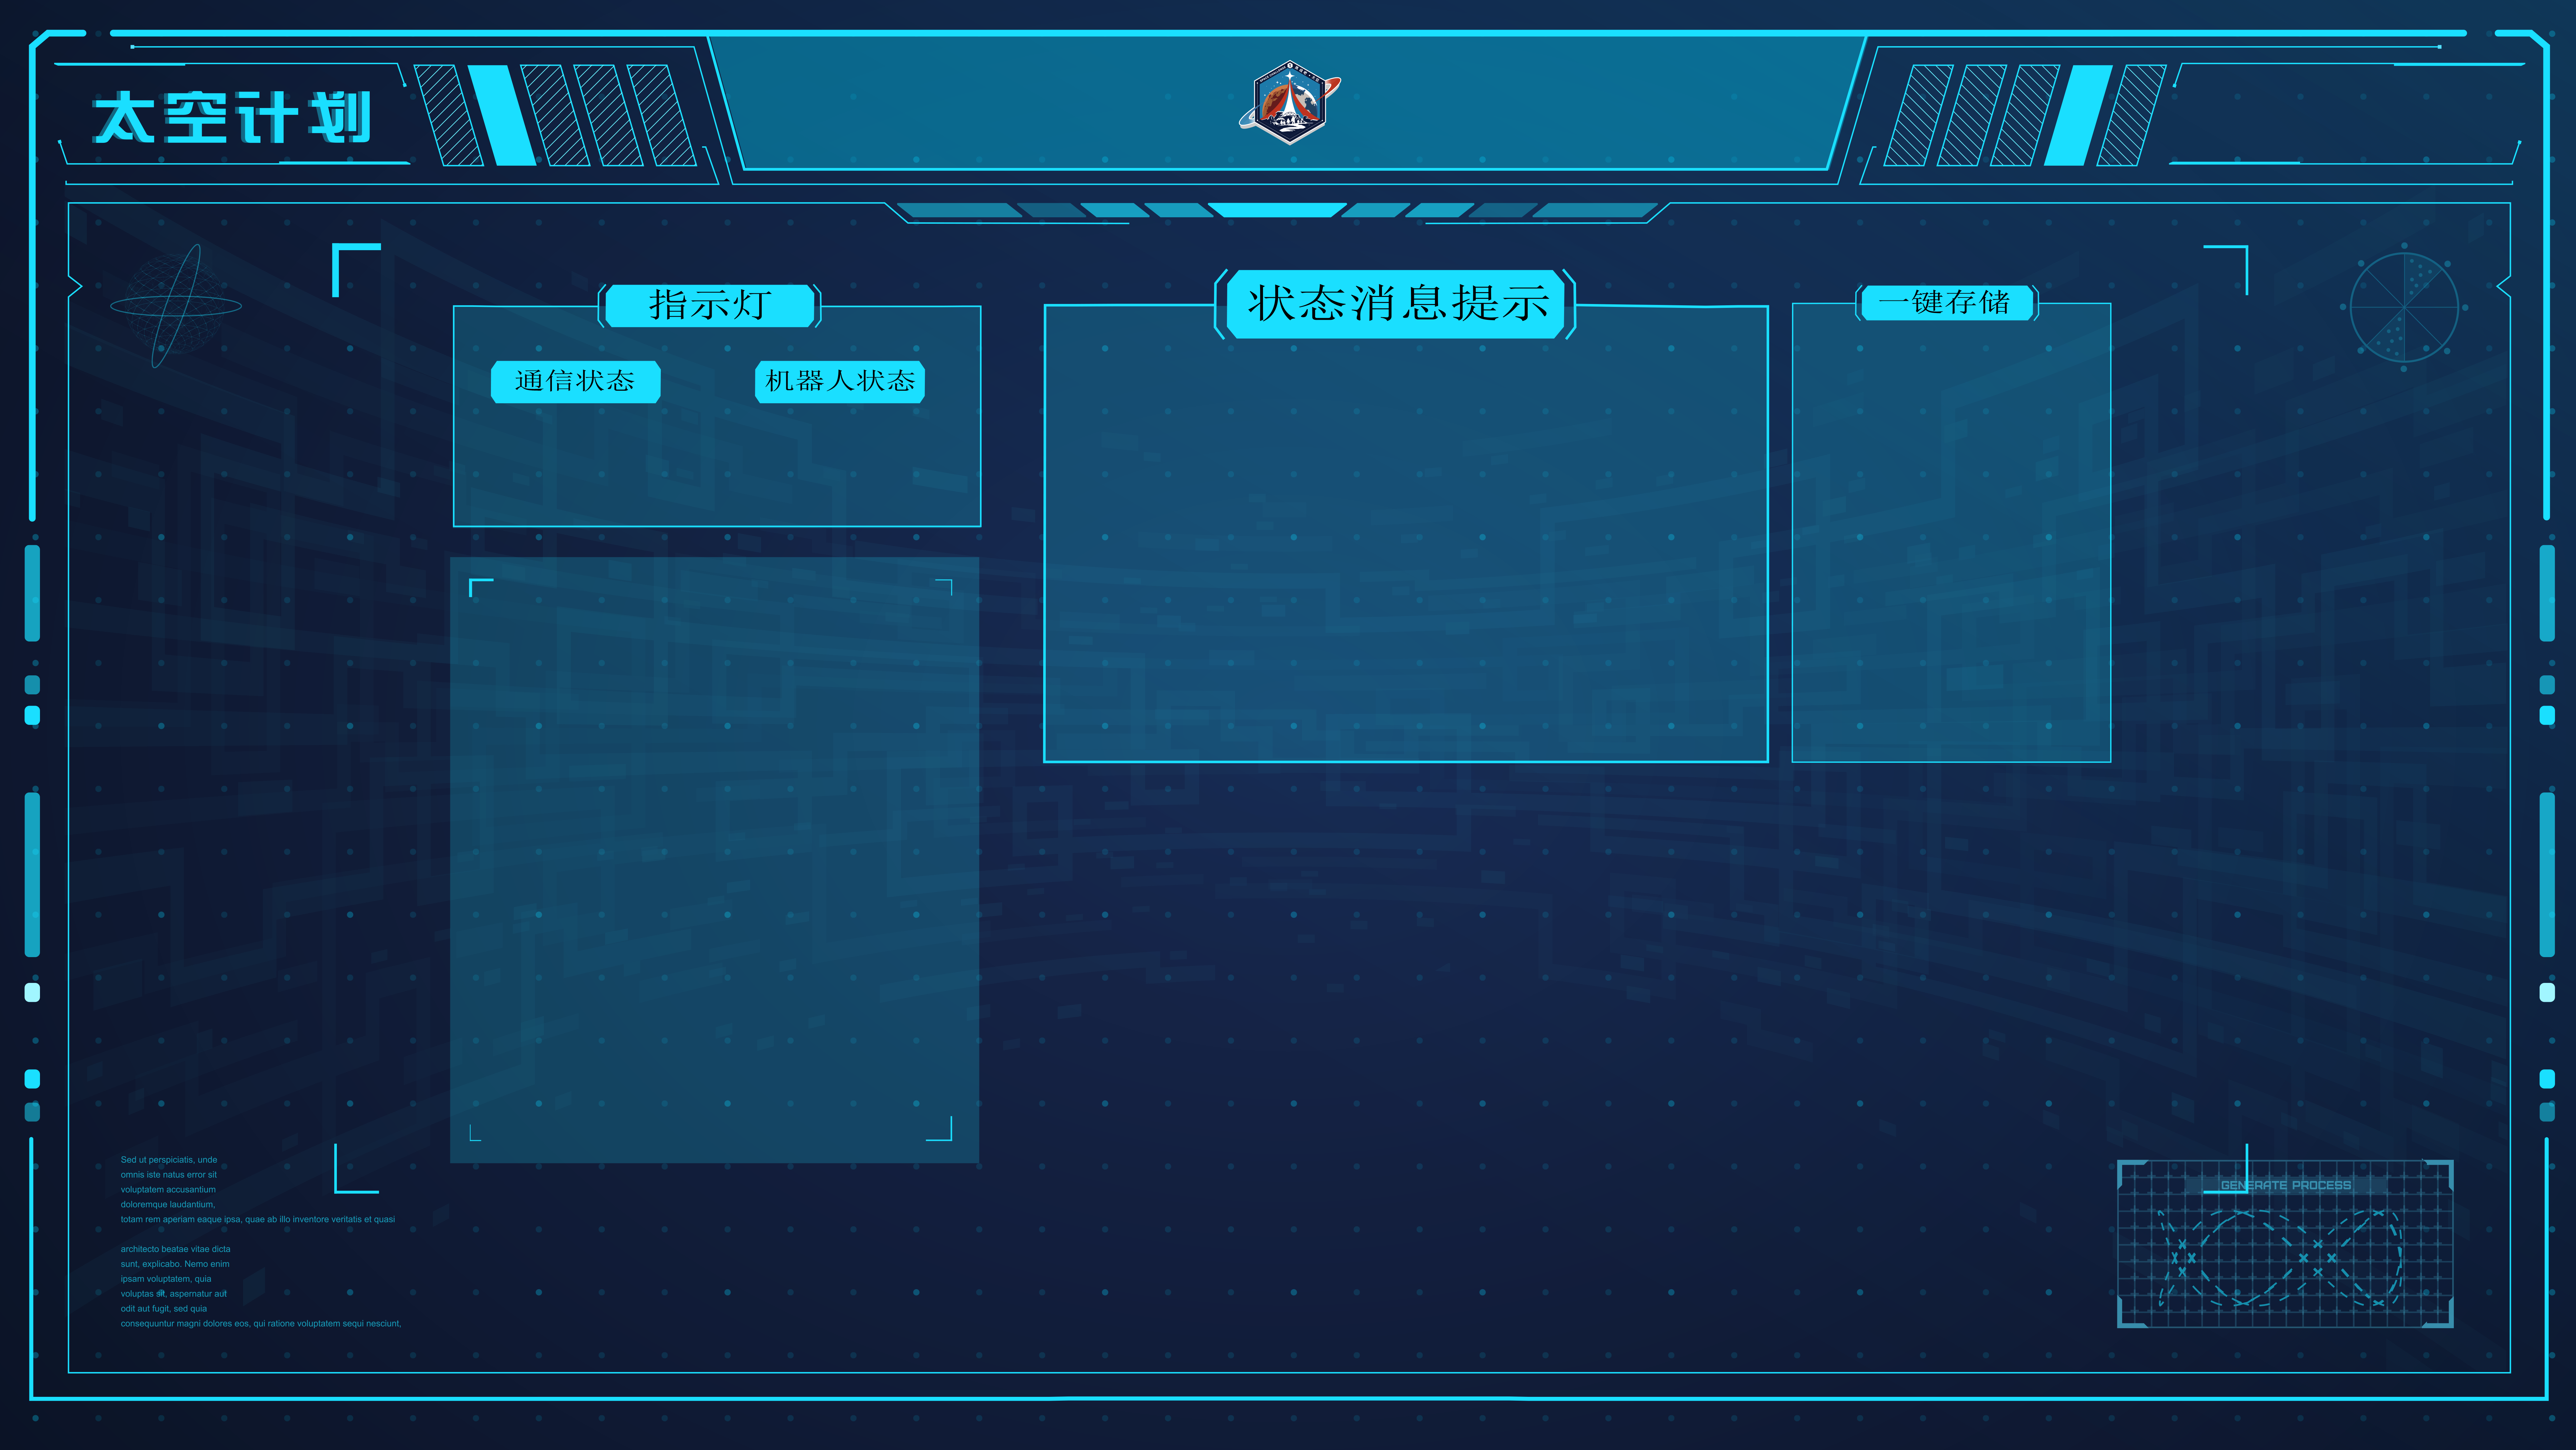 太空计划
指示灯
状态消息提示
一键存储
通信状态
机器人状态
Sed ut perspiciatis, unde
omnis iste natus error sit
voluptatem accusantium
doloremque laudantium,
totam rem aperiam eaque ipsa, quae ab illo inventore veritatis et quasi
architecto beatae vitae dicta
sunt, explicabo. Nemo enim
ipsam voluptatem, quia
voluptas sit, aspernatur aut
odit aut fugit, sed quia
consequuntur magni dolores eos, qui ratione voluptatem sequi nesciunt,
GENERATE PROCESS